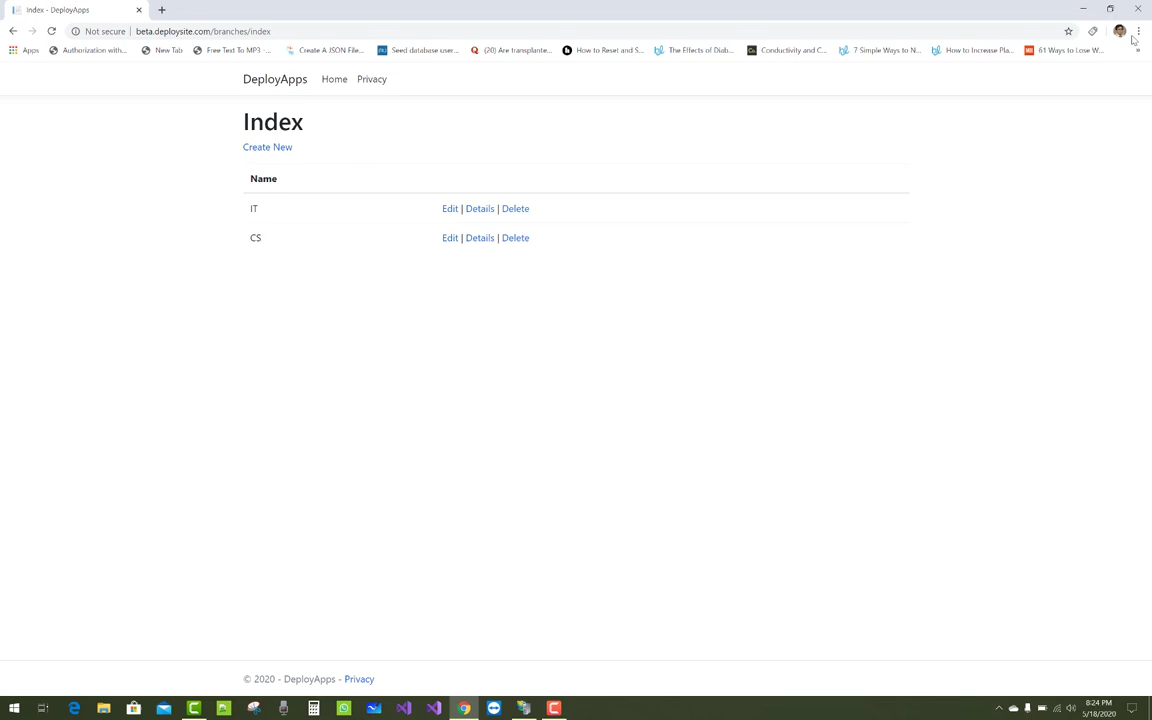 Index - DeployApps
Not secure | beta.deploysite.com/branches/index
Apps Authorization with... New Tab Free Text To MP3 -... Create A JSON File... Seed database user... (20) Are transplante... How to Reset and S... The Effects of Diab... Conductivity and C... 7 Simple Ways to N... How to Increase Pla... 61 Ways to Lose W... »
DeployApps Home Privacy
Index
Create New
Name
IT Edit | Details | Delete
CS Edit | Details | Delete
© 2020 - DeployApps - Privacy
8:24 PM
5/18/2020